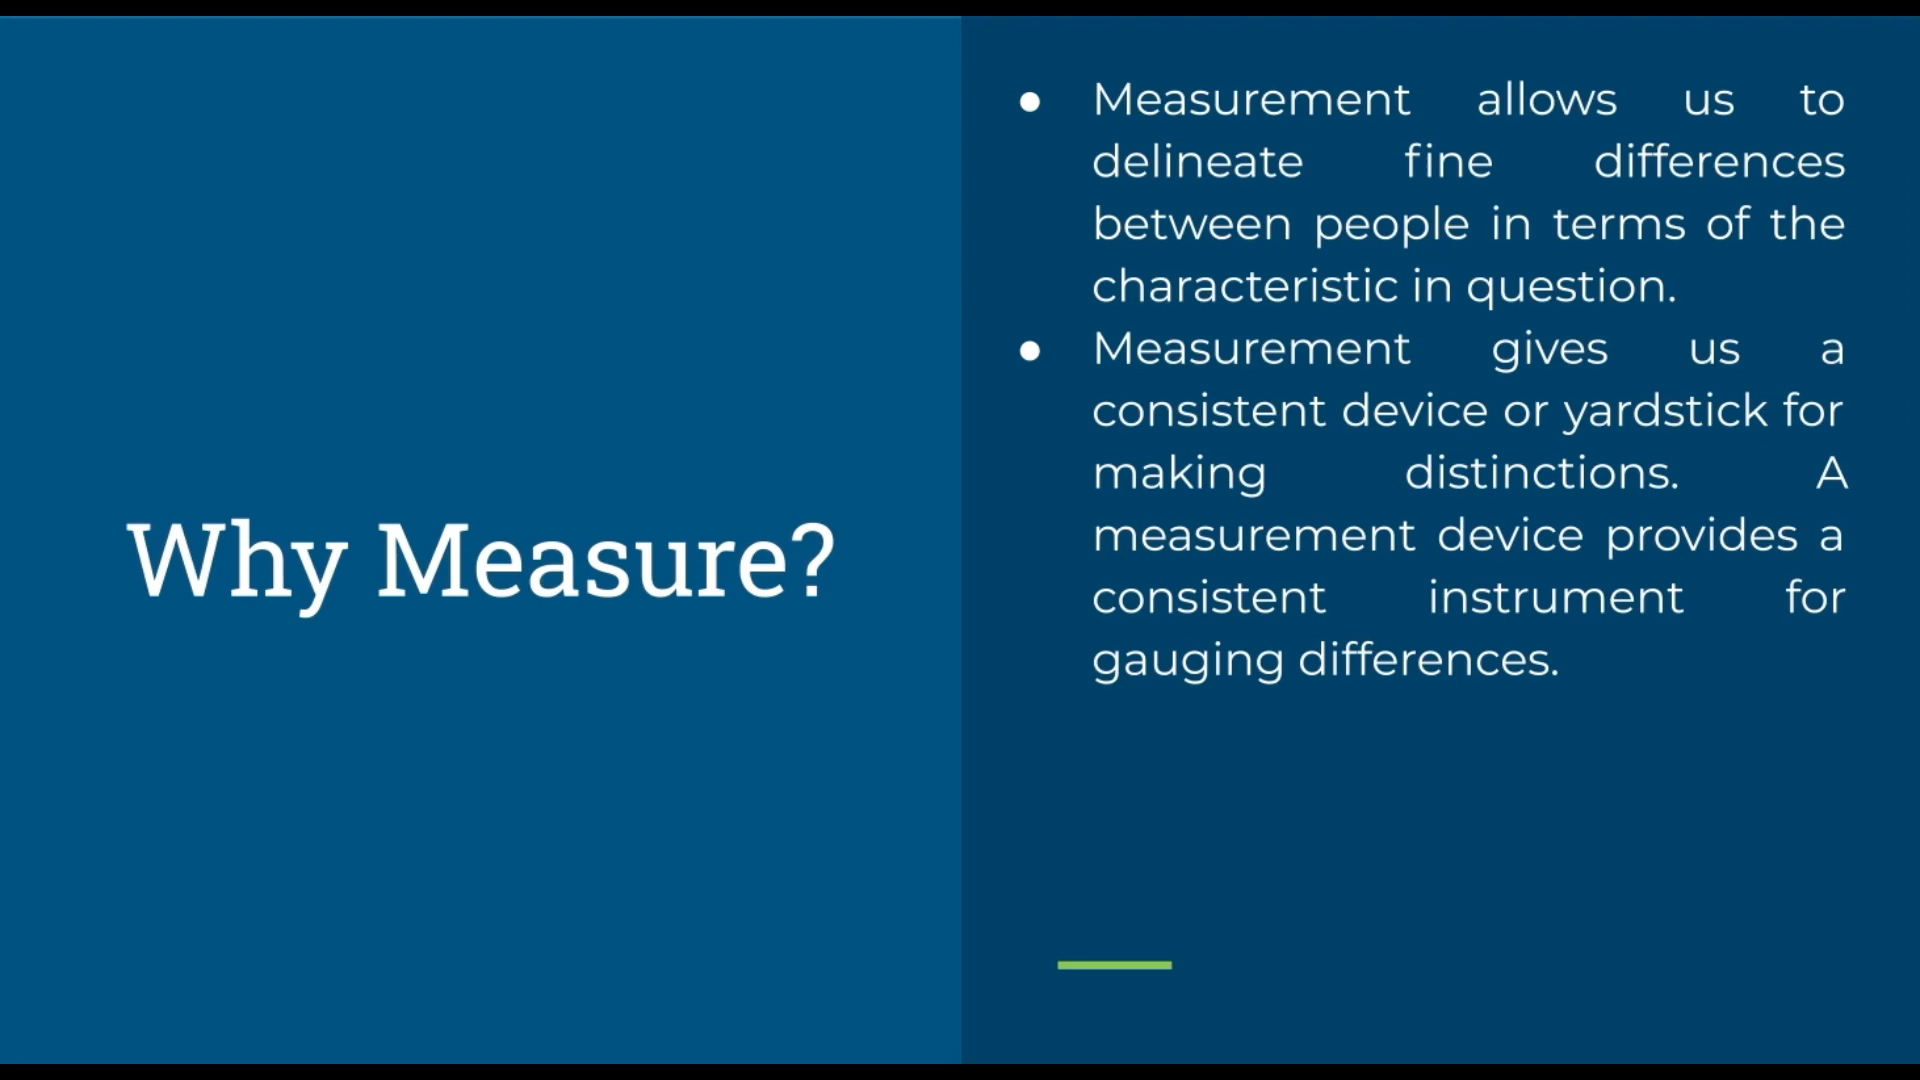 Why Measure?
● Measurement allows us to
delineate fine differences
between people in terms of the
characteristic in question.
● Measurement gives us a
consistent device or yardstick for
making distinctions. A
measurement device provides a
consistent instrument for
gauging differences.